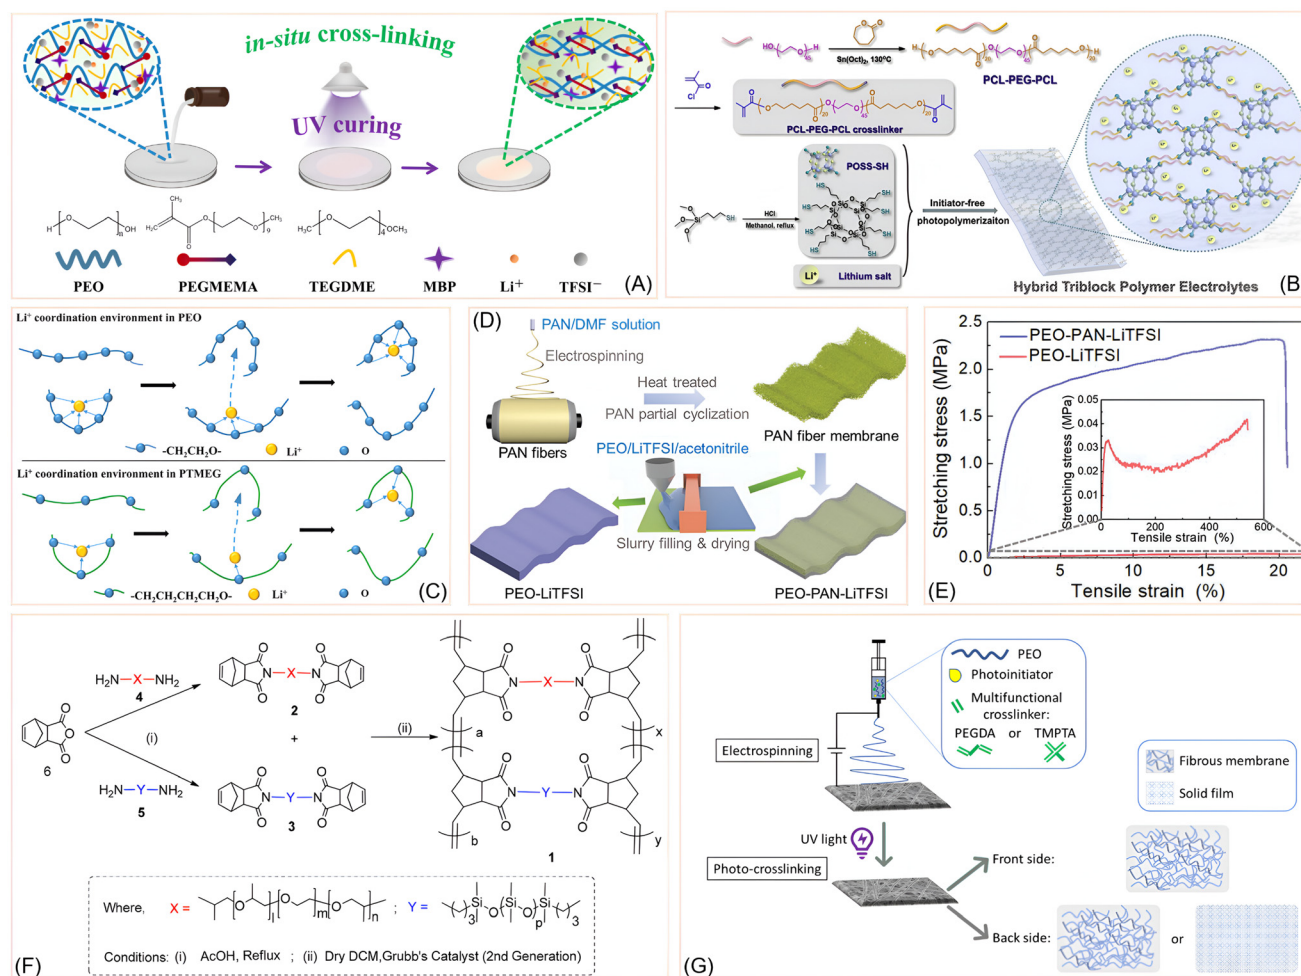 in-situ cross-linking
UV curing
H
O
OH
n
CH₃
O
O
O
CH₃
9
H₃C
O
OCH₃
4
PEO
PEGMEMA
TEGDME
MBP
Li⁺
TFSI⁻
(A)
Sn(Oct)₂, 130°C
PCL-PEG-PCL
PCL-PEG-PCL crosslinker
POSS-SH
HCl
Methanol, reflux
Initiator-free
photopolymerizaiton
Li⁺
Lithium salt
Hybrid Triblock Polymer Electrolytes
(B)
Li⁺ coordination environment in PEO
-CH₂CH₂O-
Li⁺
O
Li⁺ coordination environment in PTMEG
-CH₂CH₂CH₂CH₂O-
Li⁺
O
(C)
(D)
PAN/DMF solution
Electrospinning
Heat treated
PAN partial cyclization
PAN fibers
PAN fiber membrane
PEO/LiTFSI/acetonitrile
Slurry filling & drying
PEO-LiTFSI
PEO-PAN-LiTFSI
Stretching stress (MPa)
2.5
2.0
1.5
1.0
0.5
0.0
PEO-PAN-LiTFSI
PEO-LiTFSI
Stretching stress (MPa)
0.05
0.04
0.03
0.02
0.01
0.00
0 200 400 600
Tensile strain (%)
0 5 10 15 20
Tensile strain (%)
(E)
H₂N-X-NH₂
4
6
(i)
H₂N-Y-NH₂
5
2
+
3
(ii)
a
x
b
y
1
Where, X = ; Y =
Conditions: (i) AcOH, Reflux ; (ii) Dry DCM,Grubb's Catalyst (2nd Generation)
(F)
PEO
Photoinitiator
Multifunctional
crosslinker:
PEGDA or TMPTA
Electrospinning
Fibrous membrane
Solid film
UV light
Photo-crosslinking
Front side:
Back side:
or
(G)